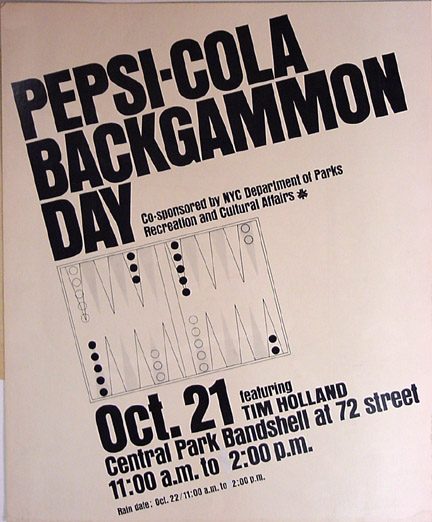 PEPSI-COLA
BACKGAMMON
DAY
Co-sponsored by NYC Department of Parks
Recreation and Cultural Affairs
Oct. 21 featuring
TIM HOLLAND
Central Park Bandshell at 72 street
11:00 a.m. to 2:00 p.m.
Rain date: Oct. 22/11:00 a.m. to 2:00 p.m.